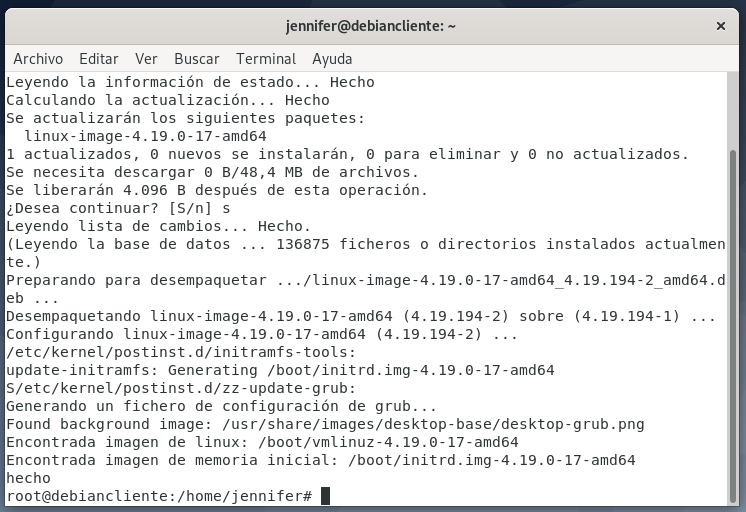 jennifer@debiancliente: ~
×
Archivo Editar Ver Buscar Terminal Ayuda
Leyendo la información de estado... Hecho
Calculando la actualización... Hecho
Se actualizarán los siguientes paquetes:
  linux-image-4.19.0-17-amd64
1 actualizados, 0 nuevos se instalarán, 0 para eliminar y 0 no actualizados.
Se necesita descargar 0 B/48,4 MB de archivos.
Se liberarán 4.096 B después de esta operación.
¿Desea continuar? [S/n] s
Leyendo lista de cambios... Hecho.
(Leyendo la base de datos ... 136875 ficheros o directorios instalados actualmen
te.)
Preparando para desempaquetar .../linux-image-4.19.0-17-amd64_4.19.194-2_amd64.d
eb ...
Desempaquetando linux-image-4.19.0-17-amd64 (4.19.194-2) sobre (4.19.194-1) ...
Configurando linux-image-4.19.0-17-amd64 (4.19.194-2) ...
/etc/kernel/postinst.d/initramfs-tools:
update-initramfs: Generating /boot/initrd.img-4.19.0-17-amd64
S/etc/kernel/postinst.d/zz-update-grub:
Generando un fichero de configuración de grub...
Found background image: /usr/share/images/desktop-base/desktop-grub.png
Encontrada imagen de linux: /boot/vmlinuz-4.19.0-17-amd64
Encontrada imagen de memoria inicial: /boot/initrd.img-4.19.0-17-amd64
hecho
root@debiancliente:/home/jennifer#